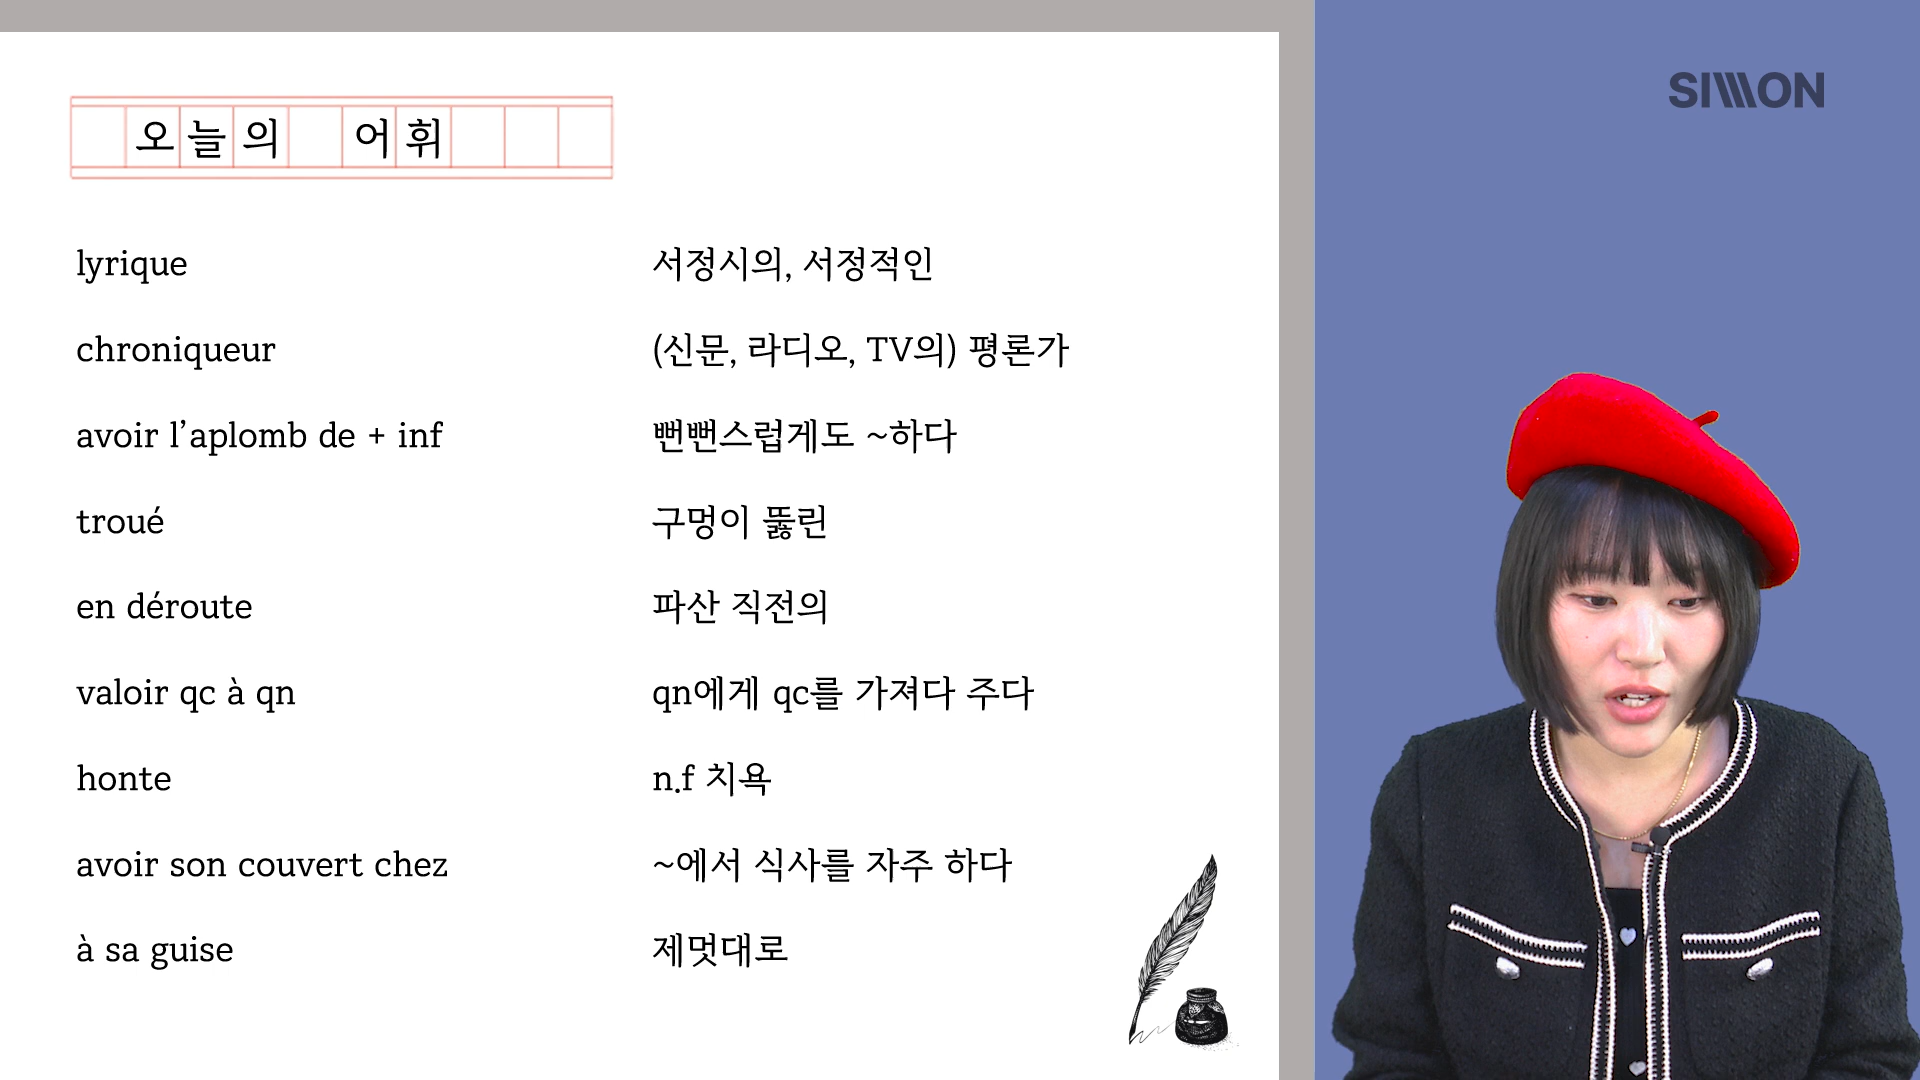 오늘의 어휘
SIWON
lyrique 서정시의, 서정적인
chroniqueur (신문, 라디오, TV의) 평론가
avoir l’aplomb de + inf 뻔뻔스럽게도 ~하다
troué 구멍이 뚫린
en déroute 파산 직전의
valoir qc à qn qn에게 qc를 가져다 주다
honte n.f 치욕
avoir son couvert chez ~에서 식사를 자주 하다
à sa guise 제멋대로